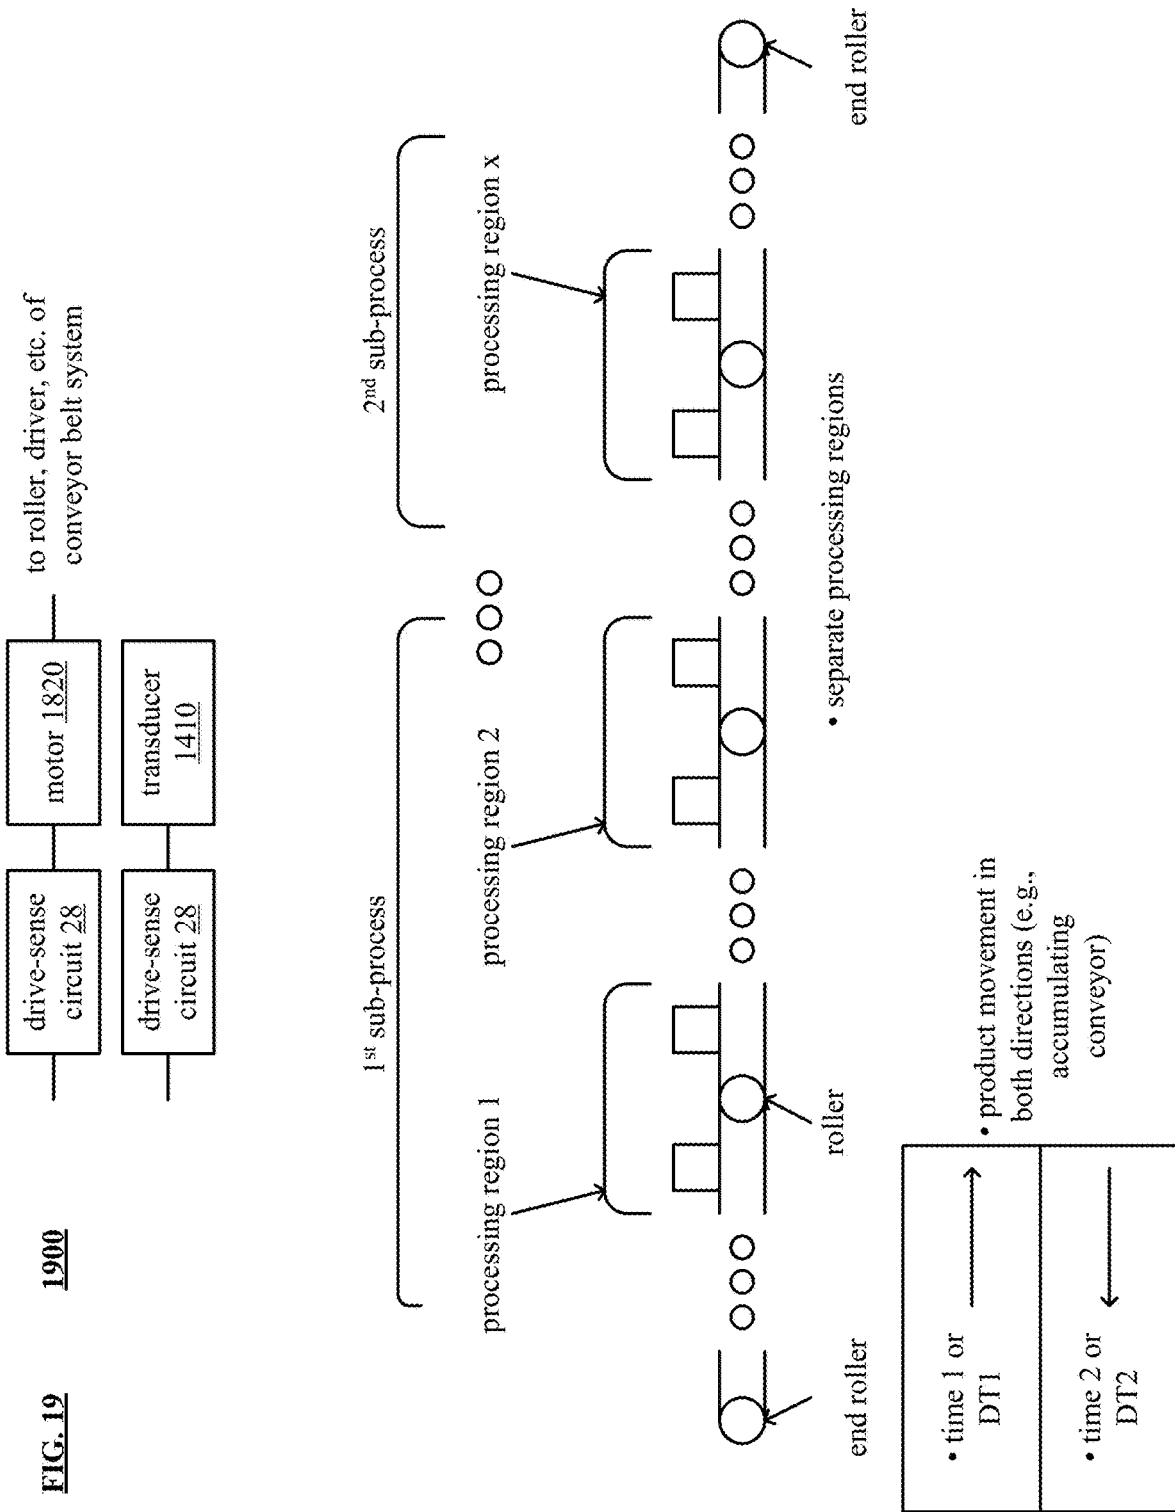 FIG. 19
1900
drive-sense
circuit 28
motor 1820
to roller, driver, etc. of
conveyor belt system
drive-sense
circuit 28
transducer
1410
1st sub-process
2nd sub-process
processing region 1
processing region 2
processing region x
end roller
roller
end roller
• separate processing regions
• time 1 or
DT1
• time 2 or
DT2
• product movement in
both directions (e.g.,
accumulating
conveyor)